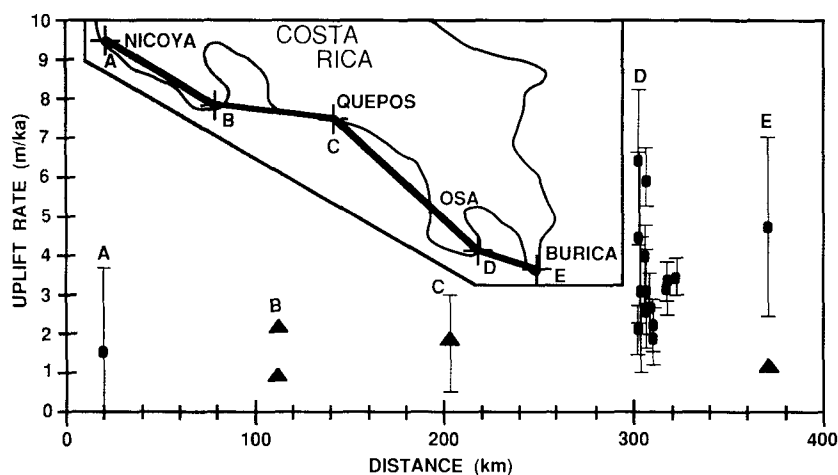 10
9
8
7
6
5
4
3
2
1
0
UPLIFT RATE (m/ka)
COSTA
RICA
NICOYA
A
B
QUEPOS
C
OSA
D
BURICA
E
A
B
C
D
E
0 100 200 300 400
DISTANCE (km)